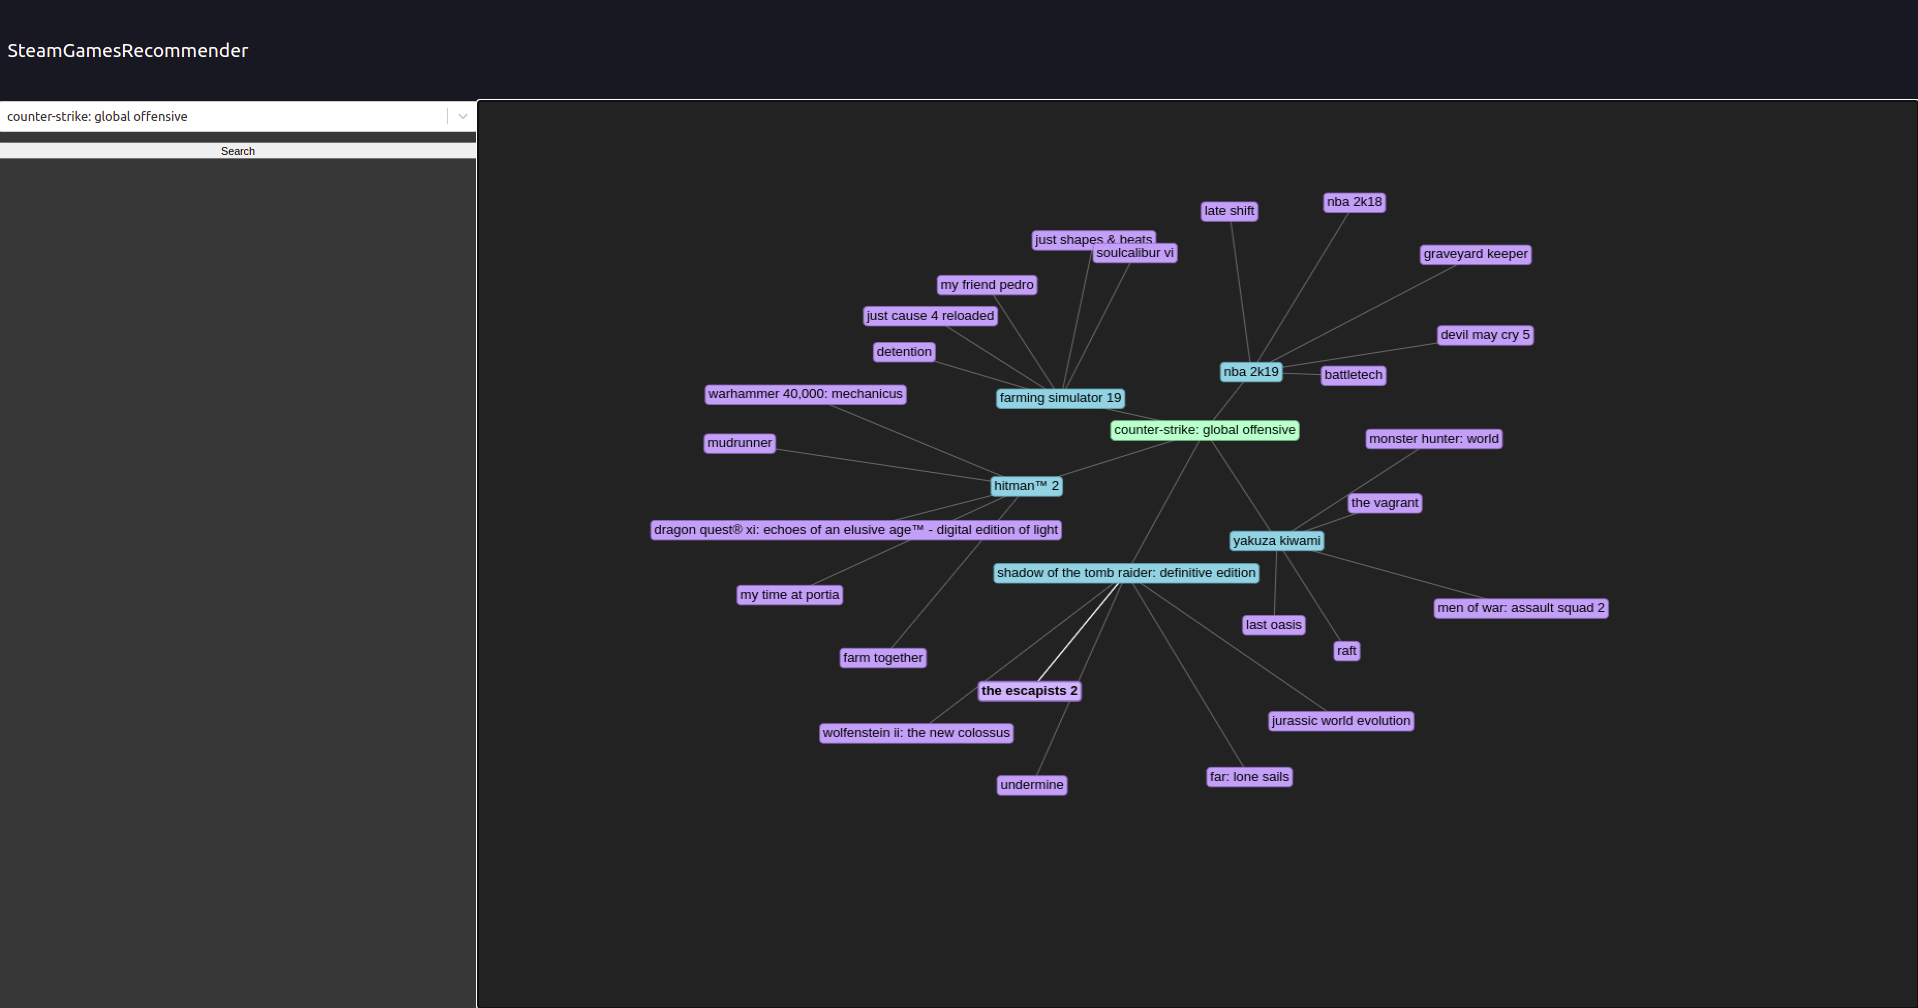 SteamGamesRecommender
counter-strike: global offensive
Search
late shift
nba 2k18
just shapes & beats
soulcalibur vi
graveyard keeper
my friend pedro
just cause 4 reloaded
devil may cry 5
detention
nba 2k19
battletech
warhammer 40,000: mechanicus
farming simulator 19
counter-strike: global offensive
monster hunter: world
mudrunner
hitman™ 2
the vagrant
dragon quest® xi: echoes of an elusive age™ - digital edition of light
yakuza kiwami
shadow of the tomb raider: definitive edition
my time at portia
men of war: assault squad 2
last oasis
raft
farm together
the escapists 2
jurassic world evolution
wolfenstein ii: the new colossus
far: lone sails
undermine